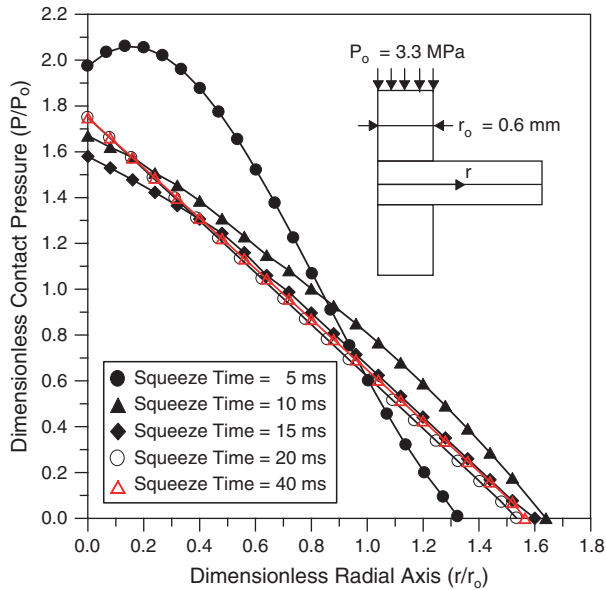 Dimensionless Contact Pressure (P/Po)
2.2
2.0
1.8
1.6
1.4
1.2
1.0
0.8
0.6
0.4
0.2
0.0
Po = 3.3 MPa
ro = 0.6 mm
r
Squeeze Time = 5 ms
Squeeze Time = 10 ms
Squeeze Time = 15 ms
Squeeze Time = 20 ms
Squeeze Time = 40 ms
0.0 0.2 0.4 0.6 0.8 1.0 1.2 1.4 1.6 1.8
Dimensionless Radial Axis (r/ro)